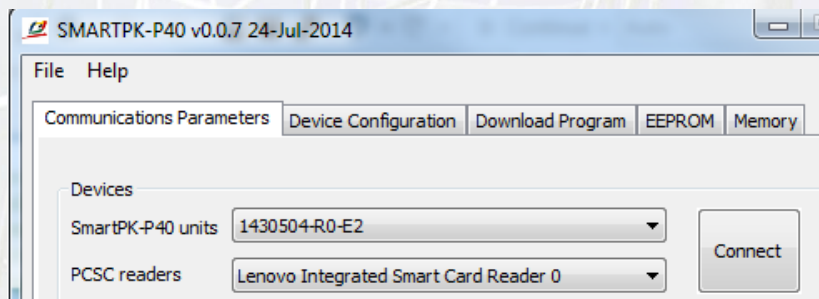 SMARTPK-P40 v0.0.7 24-Jul-2014
File Help
Communications Parameters Device Configuration Download Program EEPROM Memory
Devices
SmartPK-P40 units 1430504-R0-E2
Connect
PCSC readers Lenovo Integrated Smart Card Reader 0